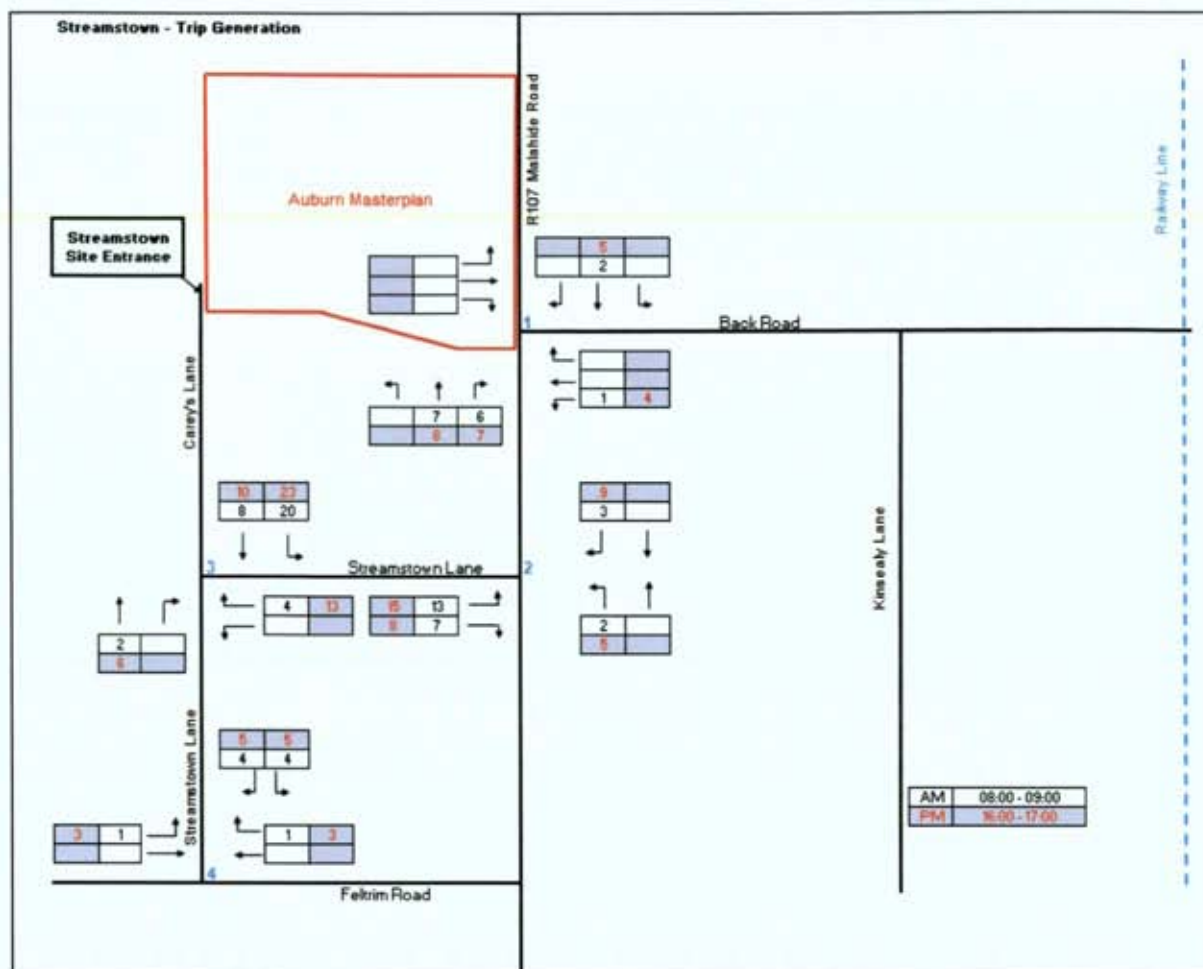 Streamstown - Trip Generation
R107 Malahide Road
Railway Line
Auburn Masterplan
Streamstown
Site Entrance
5
2
1
Back Road
Carey's Lane
1 4
7 6
6 7
10 23
8 20
9
3
Kinsealy Lane
3
Streamstown Lane
2
4 13
15 13
8 7
2
5
2
6
Streamstown Lane
5 5
4 4
AM 08:00 - 09:00
PM 16:00 - 17:00
3 1
1 3
4
Feltrim Road